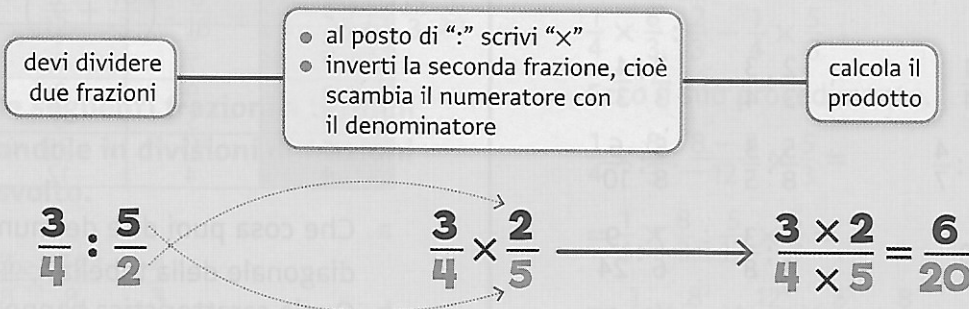 devi dividere
due frazioni
• al posto di “:” scrivi “×”
• inverti la seconda frazione, cioè
scambia il numeratore con
il denominatore
calcola il
prodotto
3/4 : 5/2
3/4 × 2/5
3 × 2 / 4 × 5 = 6/20